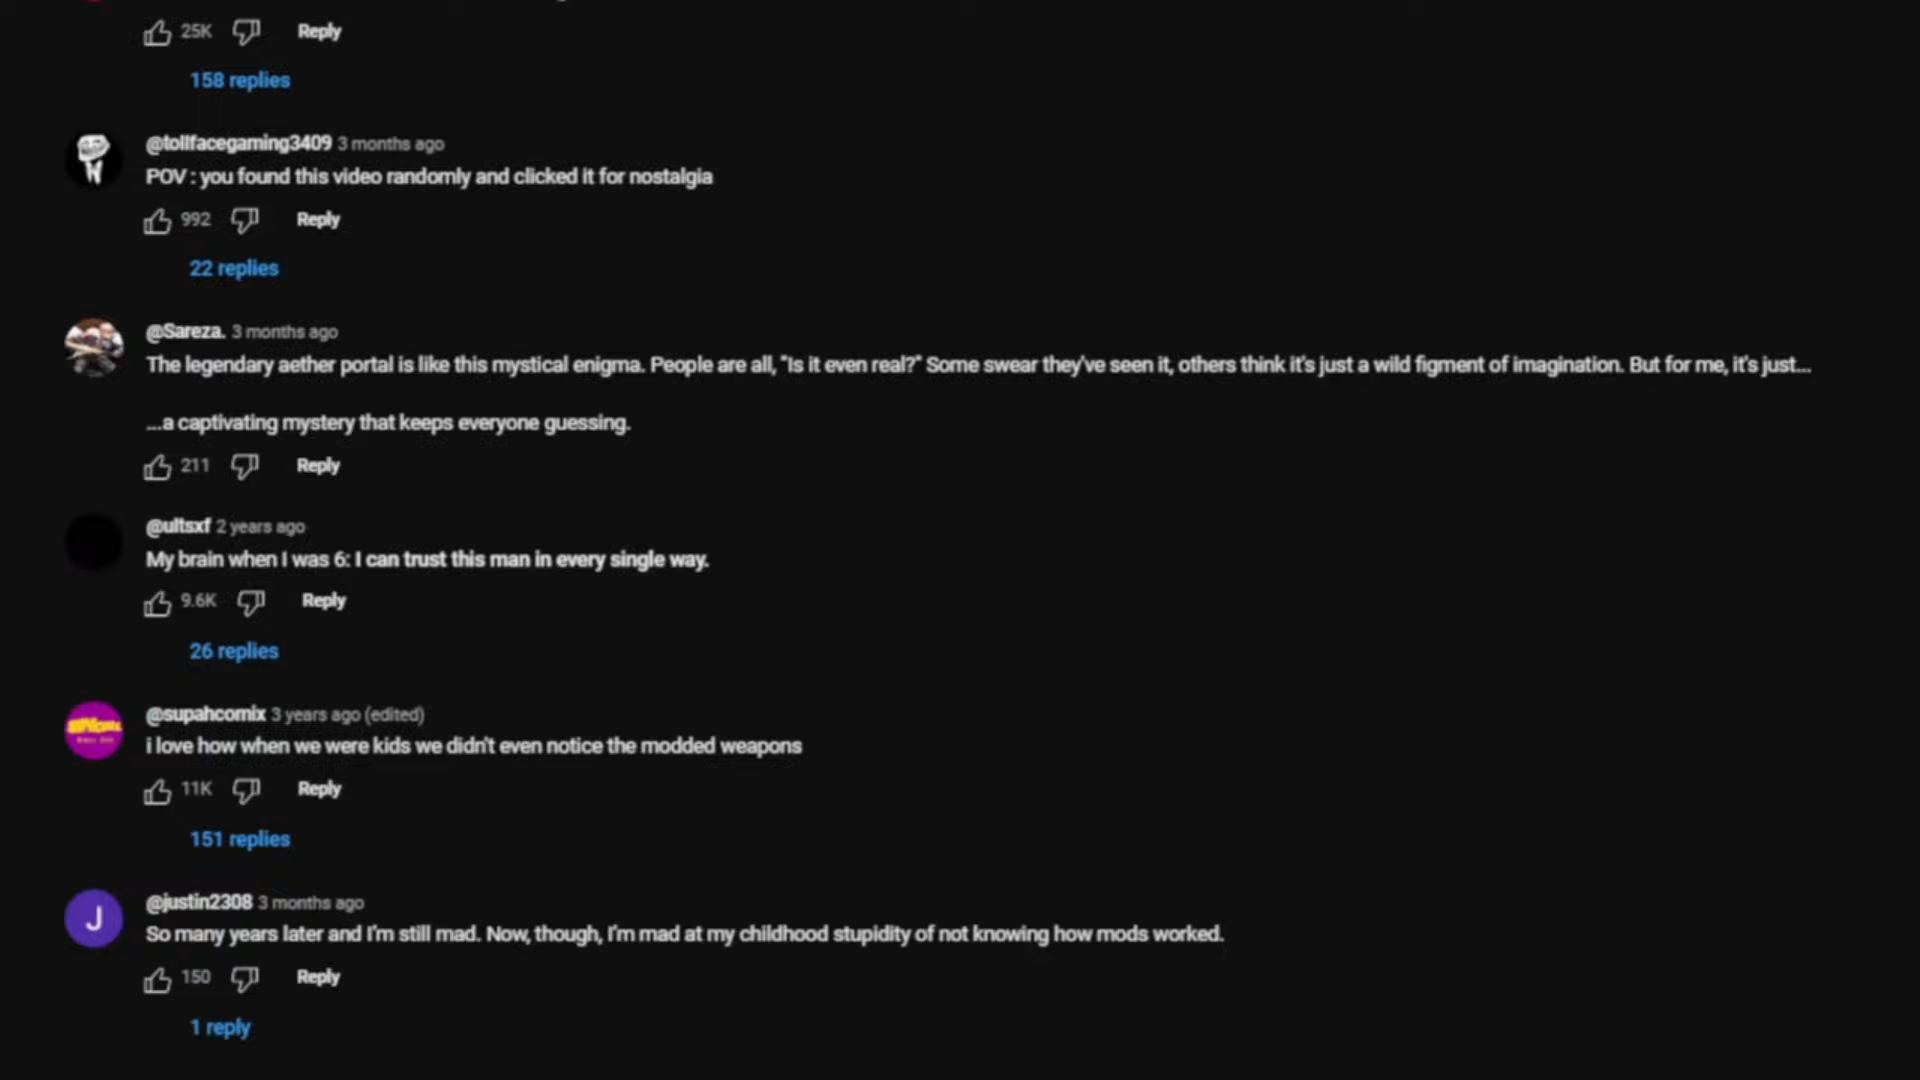 25K Reply
158 replies
@tollfacegaming3409 3 months ago
POV : you found this video randomly and clicked it for nostalgia
992 Reply
22 replies
@Sareza. 3 months ago
The legendary aether portal is like this mystical enigma. People are all, "Is it even real?" Some swear they've seen it, others think it's just a wild figment of imagination. But for me, it's just...
...a captivating mystery that keeps everyone guessing.
211 Reply
@ultsxf 2 years ago
My brain when I was 6: I can trust this man in every single way.
9.6K Reply
26 replies
@supahcomix 3 years ago (edited)
i love how when we were kids we didn't even notice the modded weapons
11K Reply
151 replies
J
@justin2308 3 months ago
So many years later and I'm still mad. Now, though, I'm mad at my childhood stupidity of not knowing how mods worked.
150 Reply
1 reply